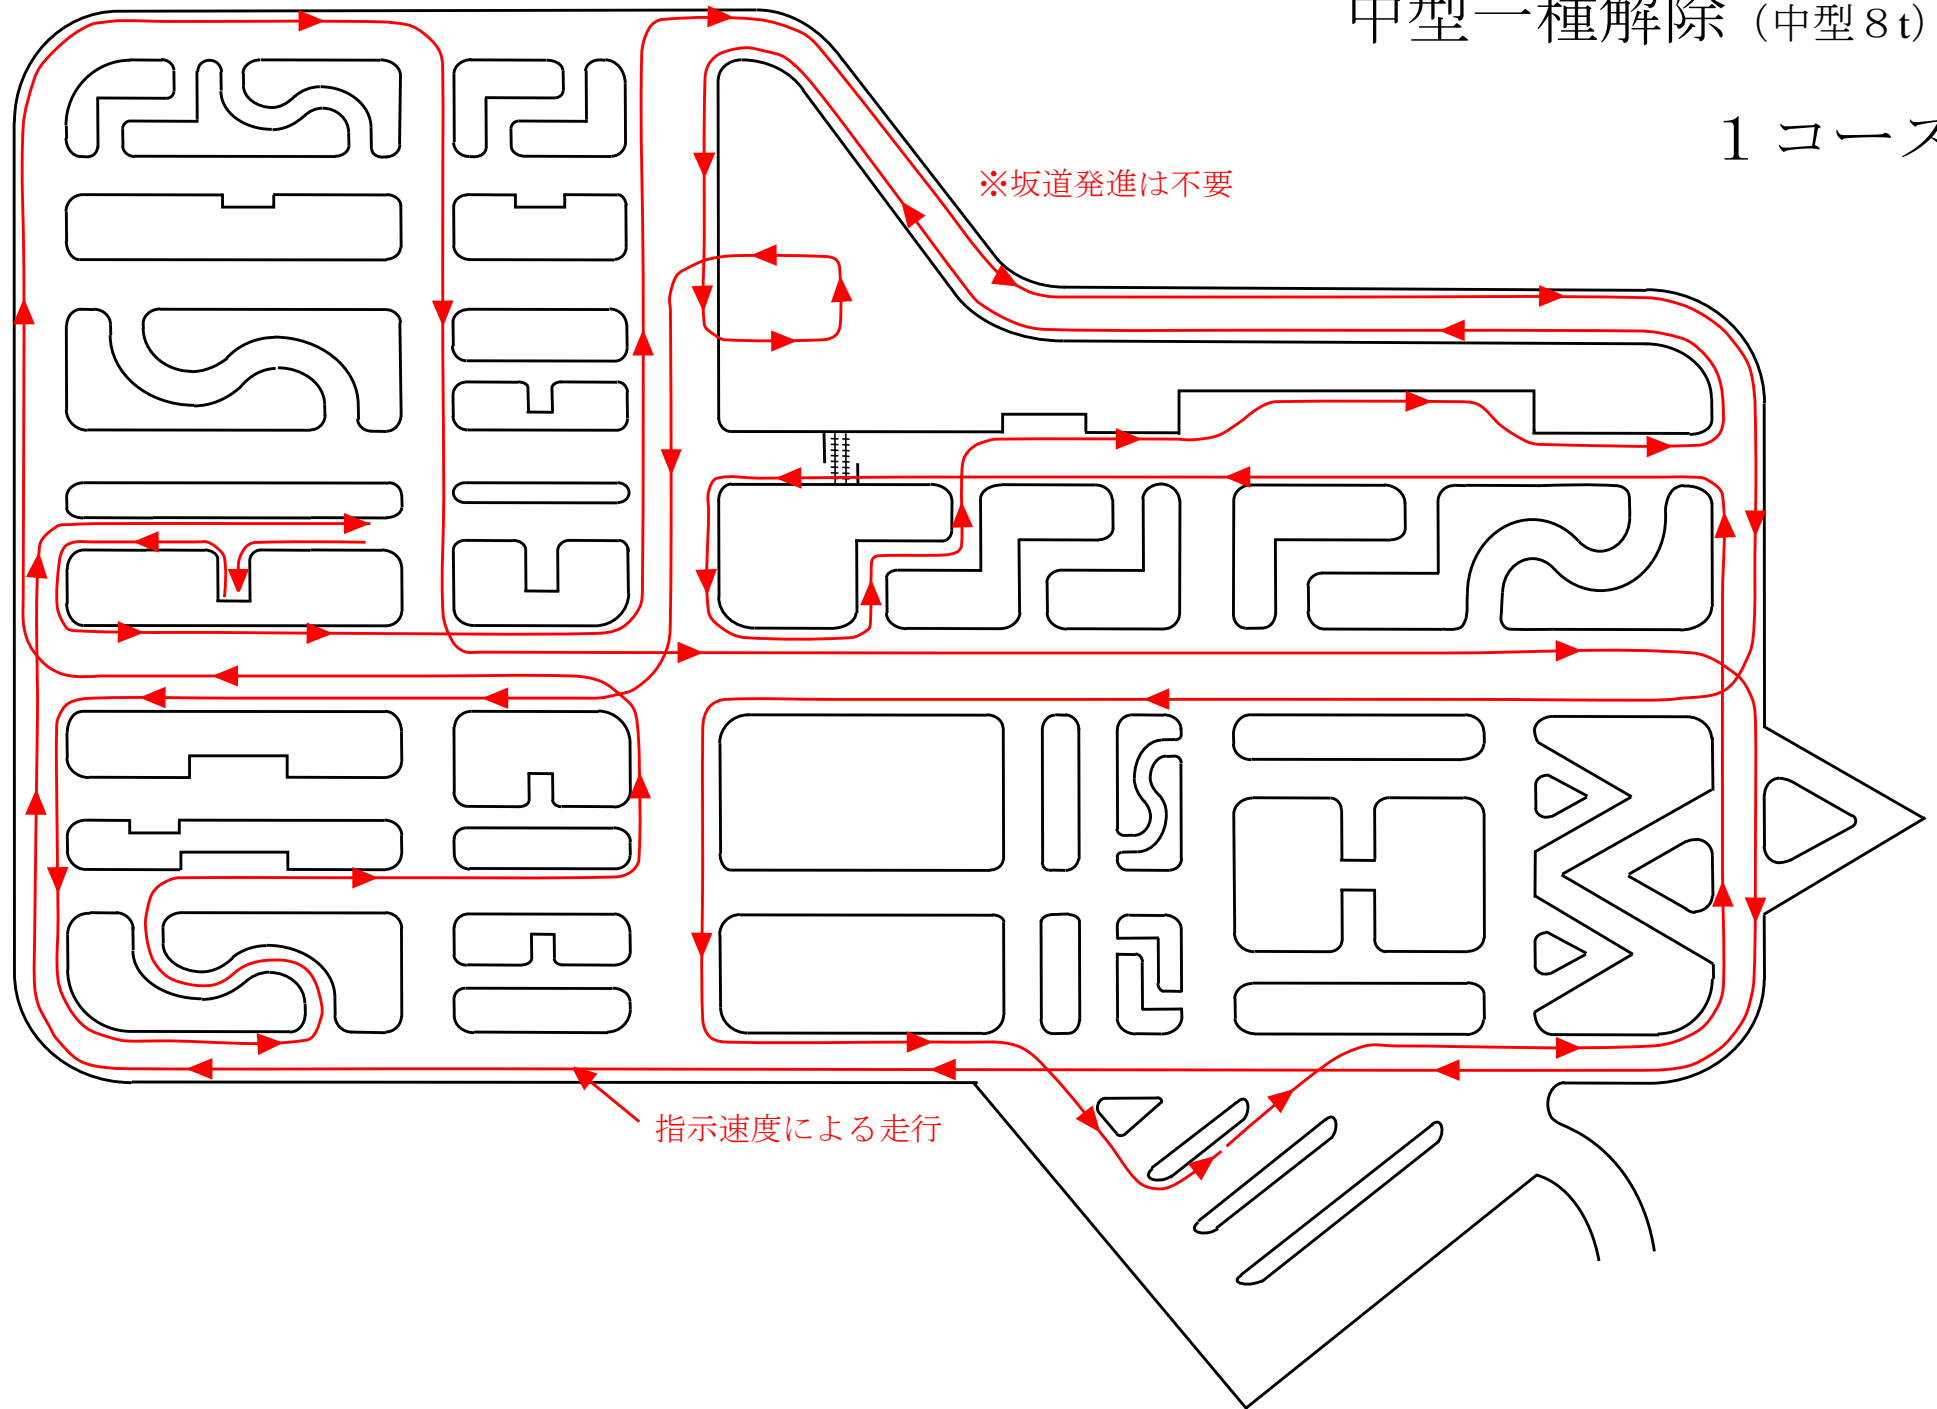 中型一種解除（中型８t）
１コース
※坂道発進は不要
指示速度による走行